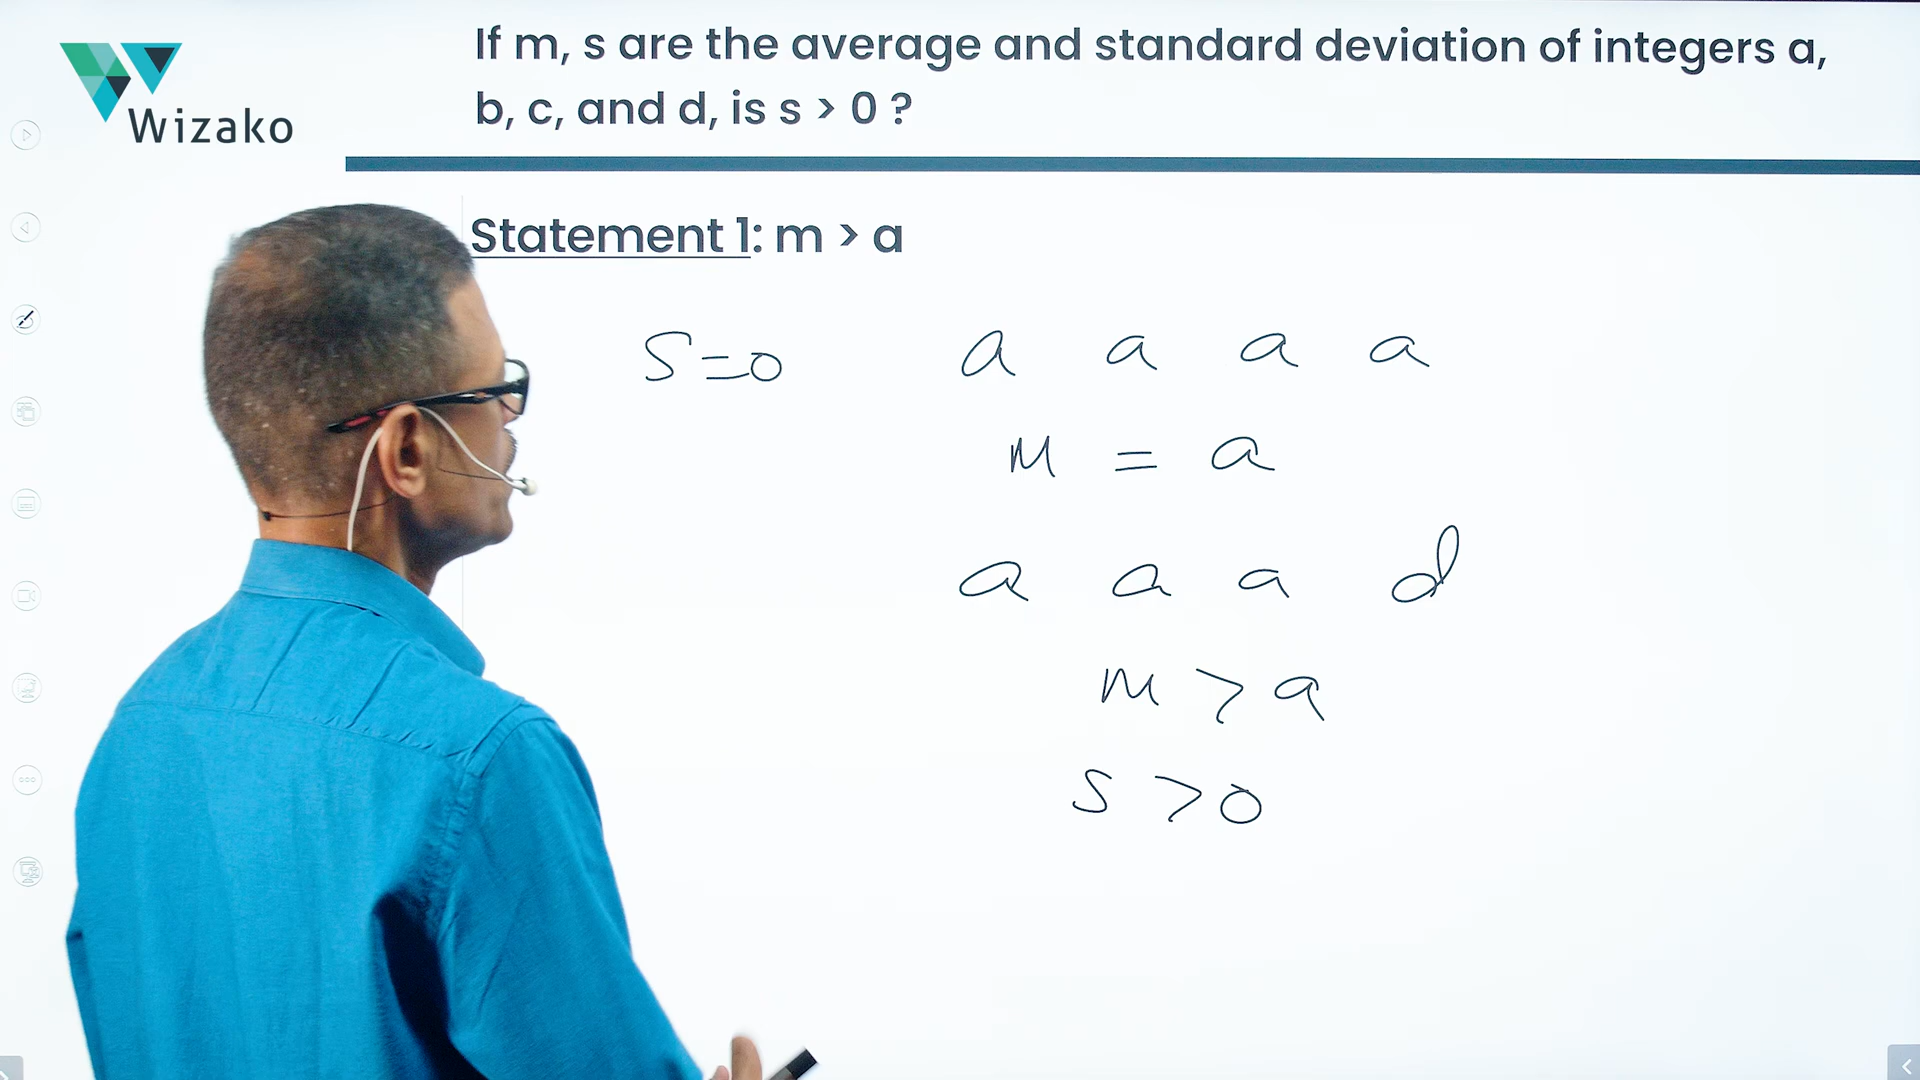 If m, s are the average and standard deviation of integers a,
b, c, and d, is s > 0 ?
Wizako
Statement 1: m > a
S=0 a a a a
m = a
a a a d
m > a
s > 0